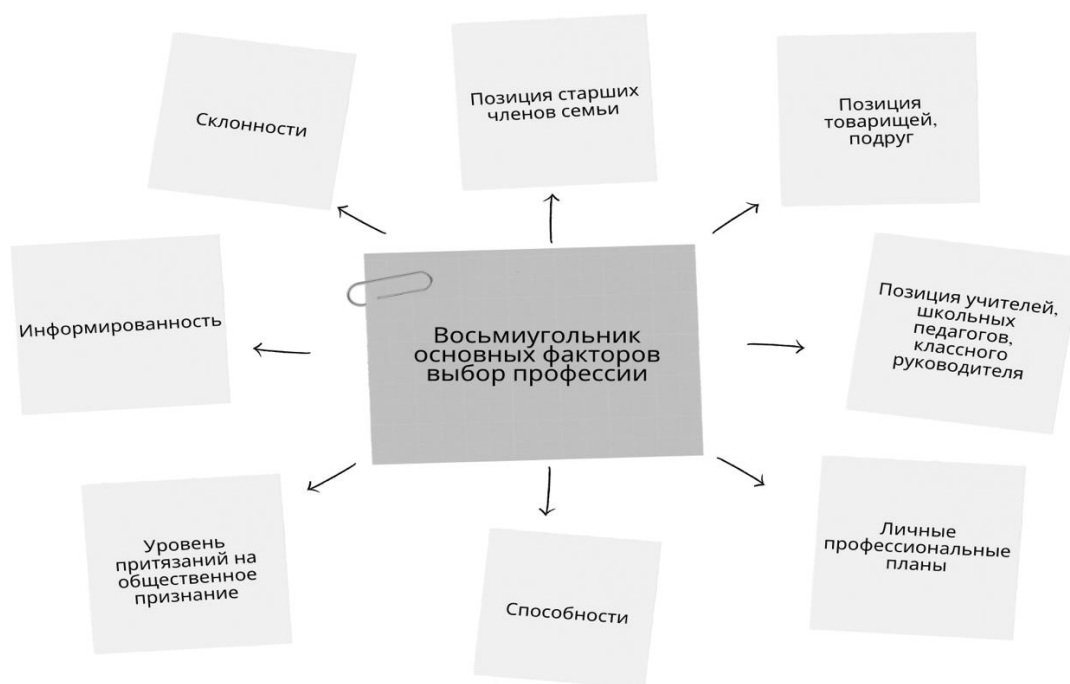 Склонности
Позиция старших
членов семьи
Позиция
товарищей,
подруг
Информированность
Восьмиугольник
основных факторов
выбор профессии
Позиция учителей,
школьных
педагогов,
классного
руководителя
Уровень
притязаний на
общественное
признание
Способности
Личные
профессиональные
планы